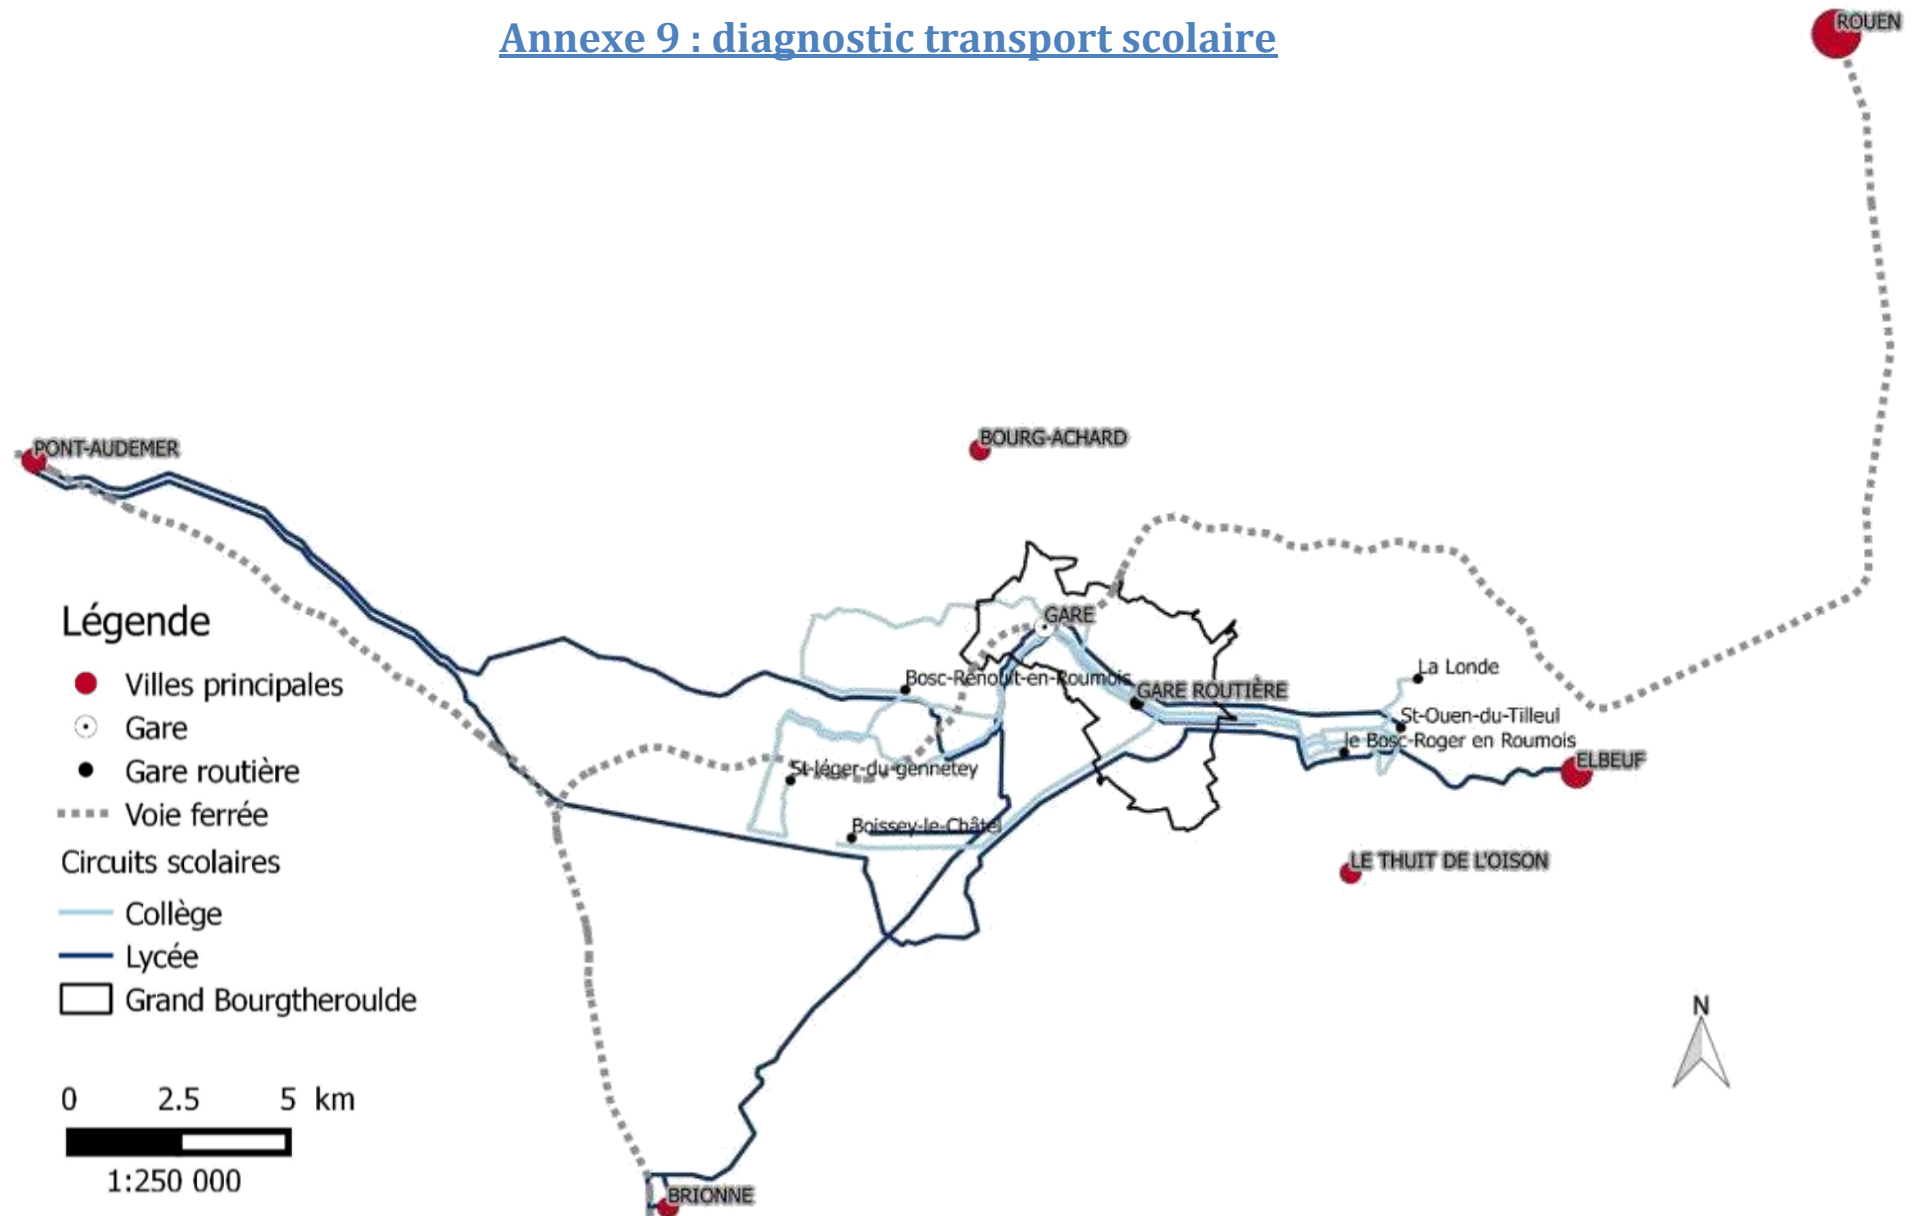 Annexe 9 : diagnostic transport scolaire
ROUEN
BOURG-ACHARD
PONT-AUDEMER
GARE
La Londe
Bosc-Renoult-en-Roumois
GARE ROUTIÈRE
St-Ouen-du-Tilleul
le Bosc-Roger en Roumois
ELBEUF
St-léger-du-gennetey
Boissey-le-Châtel
LE THUIT DE L'OISON
BRIONNE
Légende
Villes principales
Gare
Gare routière
Voie ferrée
Circuits scolaires
Collège
Lycée
Grand Bourgtheroulde
0 2.5 5 km
1:250 000
N